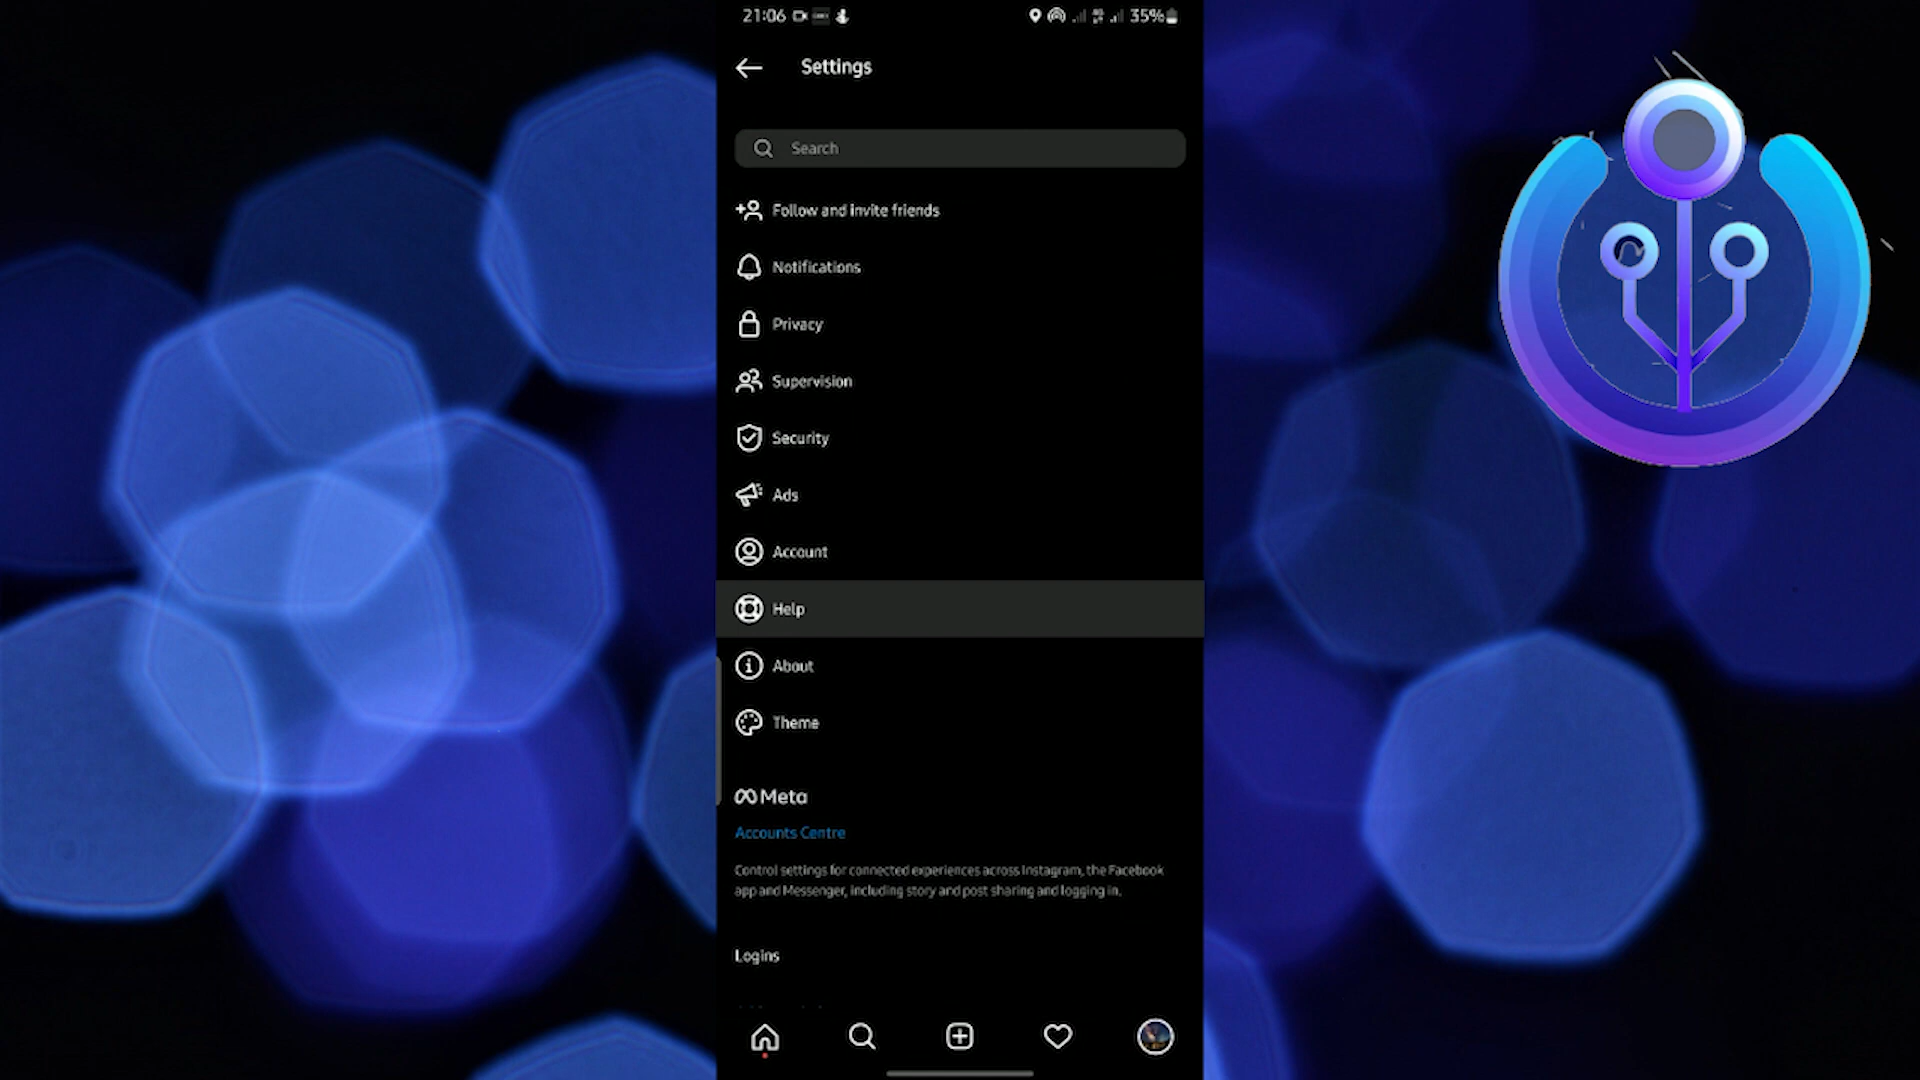 21:06
35%
Settings
Search
Follow and invite friends
Notifications
Privacy
Supervision
Security
Ads
Account
Help
About
Theme
Meta
Accounts Centre
Control settings for connected experiences across Instagram, the Facebook
app and Messenger, including story and post sharing and logging in.
Logins